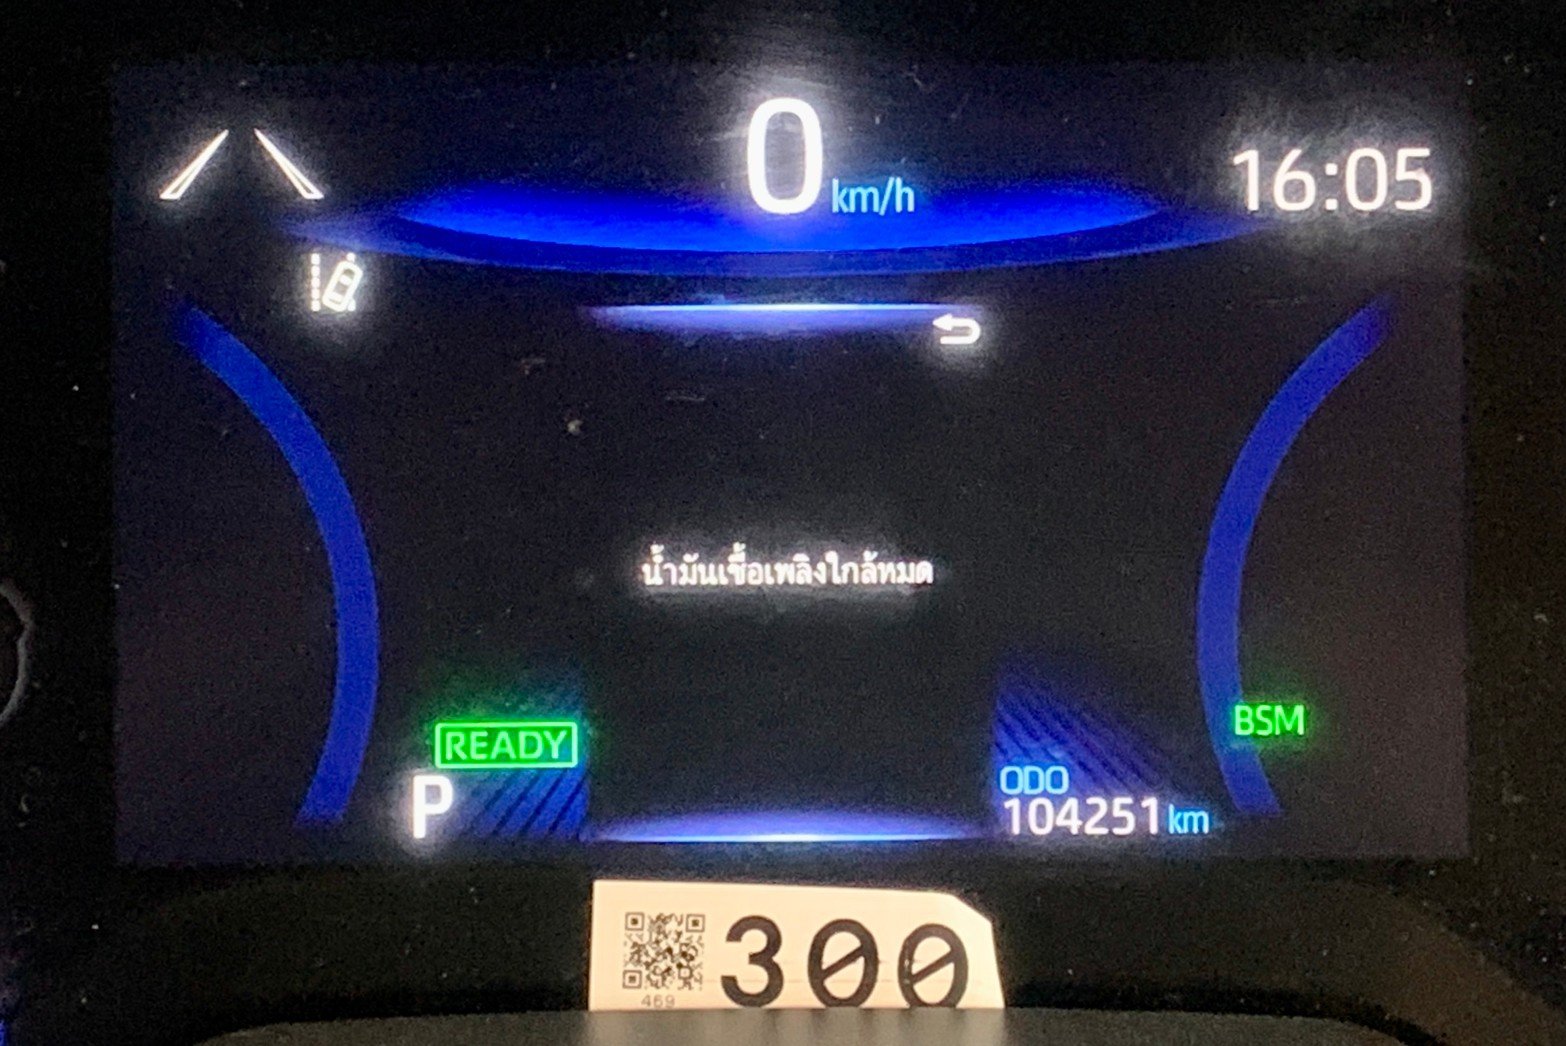 0 km/h
16:05
น้ำมันเชื้อเพลิงใกล้หมด
READY
BSM
P
ODO
104251 km
300
469